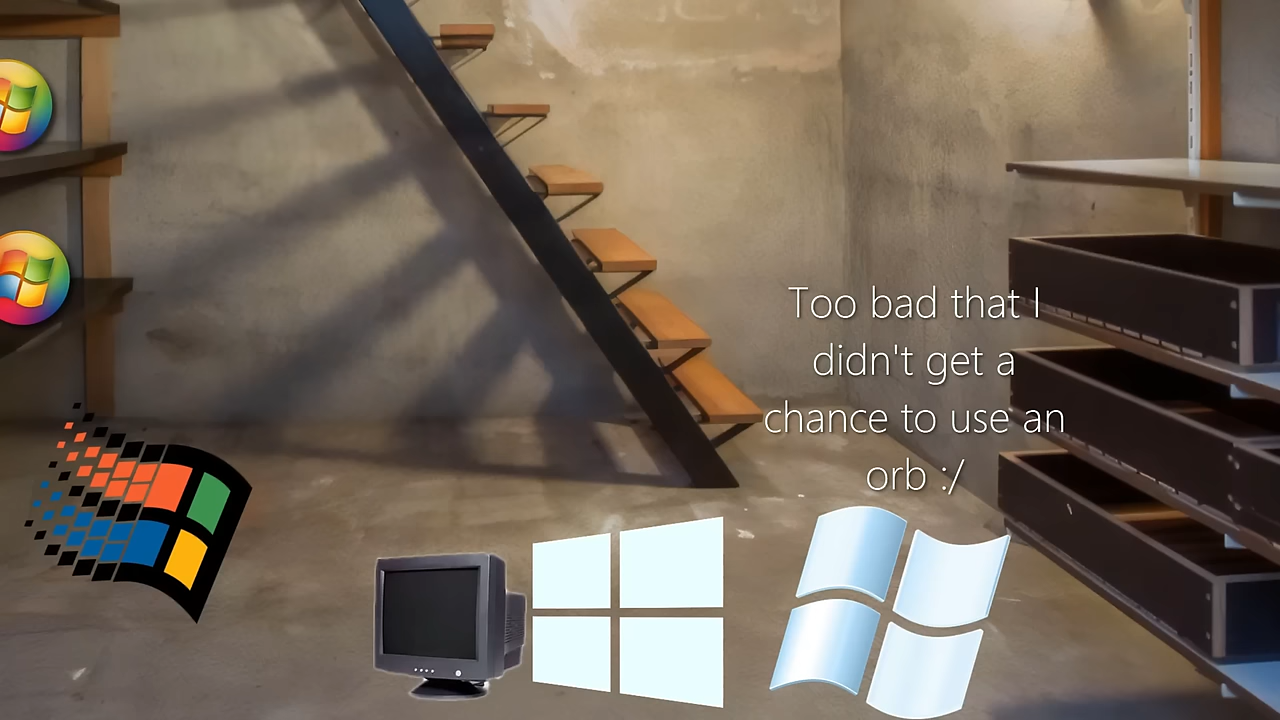 Too bad that I
didn't get a
chance to use an
orb :/